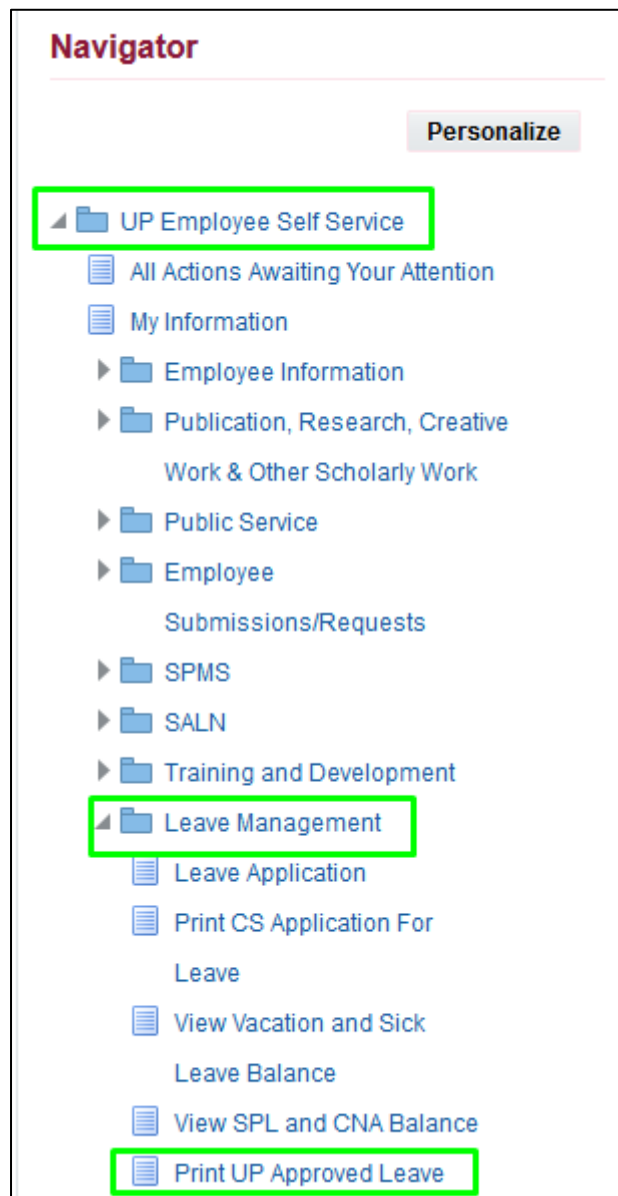 Navigator
Personalize
UP Employee Self Service
All Actions Awaiting Your Attention
My Information
Employee Information
Publication, Research, Creative
Work & Other Scholarly Work
Public Service
Employee
Submissions/Requests
SPMS
SALN
Training and Development
Leave Management
Leave Application
Print CS Application For
Leave
View Vacation and Sick
Leave Balance
View SPL and CNA Balance
Print UP Approved Leave